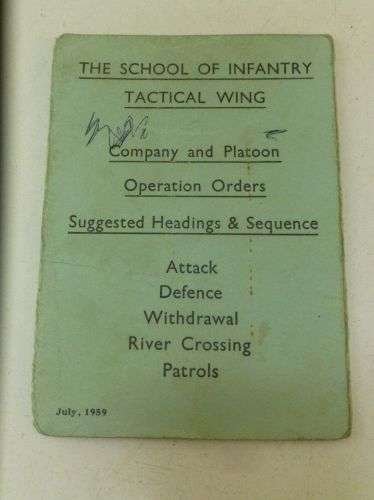 THE SCHOOL OF INFANTRY
TACTICAL WING
Company and Platoon
Operation Orders
Suggested Headings & Sequence
Attack
Defence
Withdrawal
River Crossing
Patrols
July, 1959